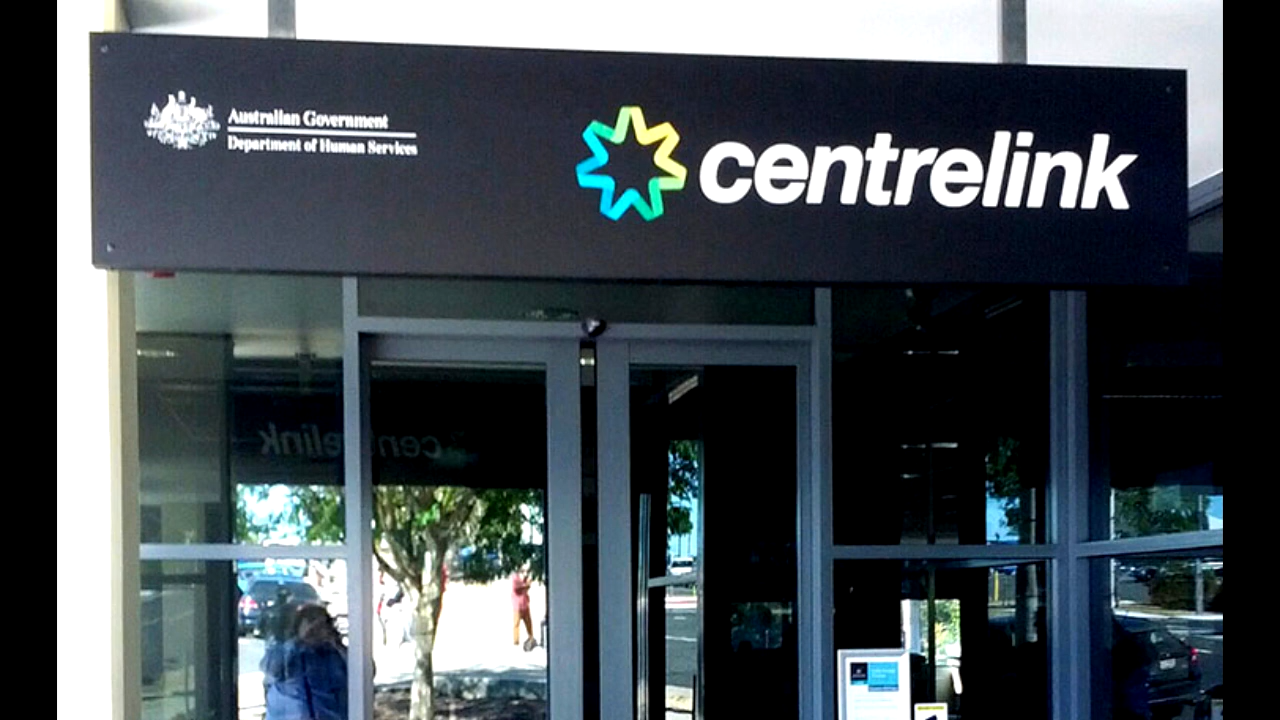 Australian Government
Department of Human Services
centrelink